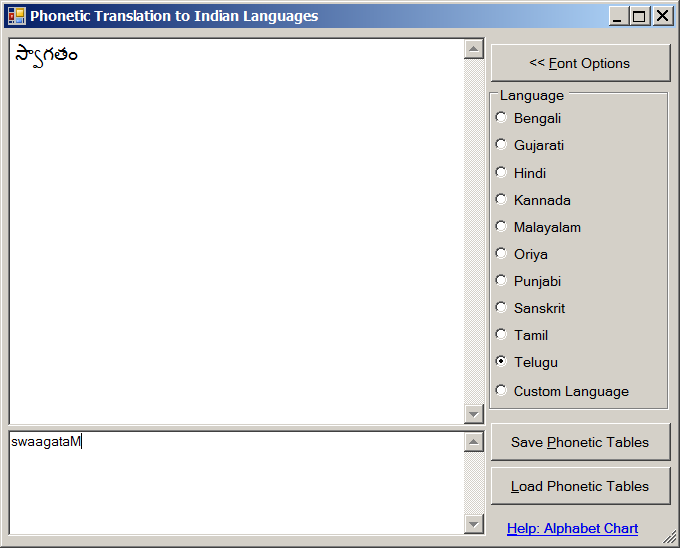 Phonetic Translation to Indian Languages
స్వాగతం
swaagataM
<< Font Options
Language
Bengali
Gujarati
Hindi
Kannada
Malayalam
Oriya
Punjabi
Sanskrit
Tamil
Telugu
Custom Language
Save Phonetic Tables
Load Phonetic Tables
Help: Alphabet Chart